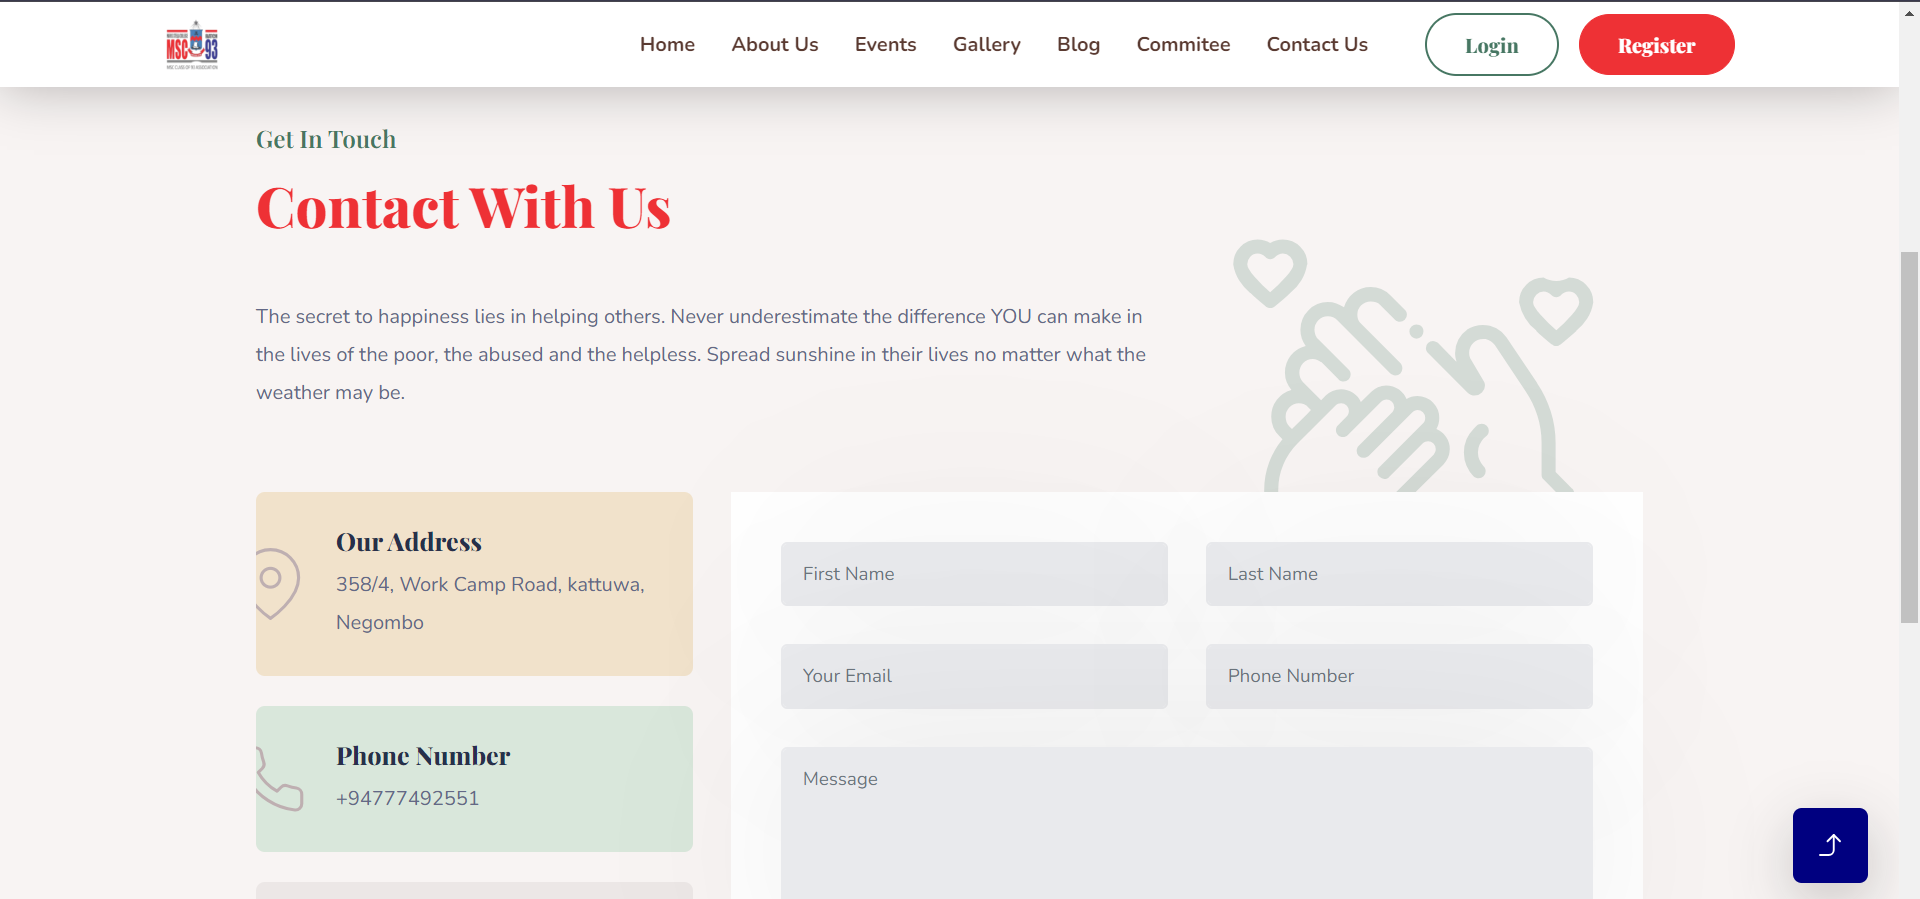 MSC 93
Home About Us Events Gallery Blog Commitee Contact Us Login Register
Get In Touch
Contact With Us
The secret to happiness lies in helping others. Never underestimate the difference YOU can make in
the lives of the poor, the abused and the helpless. Spread sunshine in their lives no matter what the
weather may be.
Our Address
358/4, Work Camp Road, kattuwa,
Negombo
Phone Number
+94777492551
First Name Last Name
Your Email Phone Number
Message